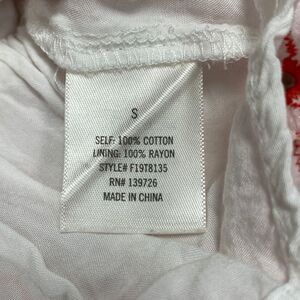 S
SELF: 100% COTTON
LINING: 100% RAYON
STYLE# F19T8135
RN# 139726
MADE IN CHINA